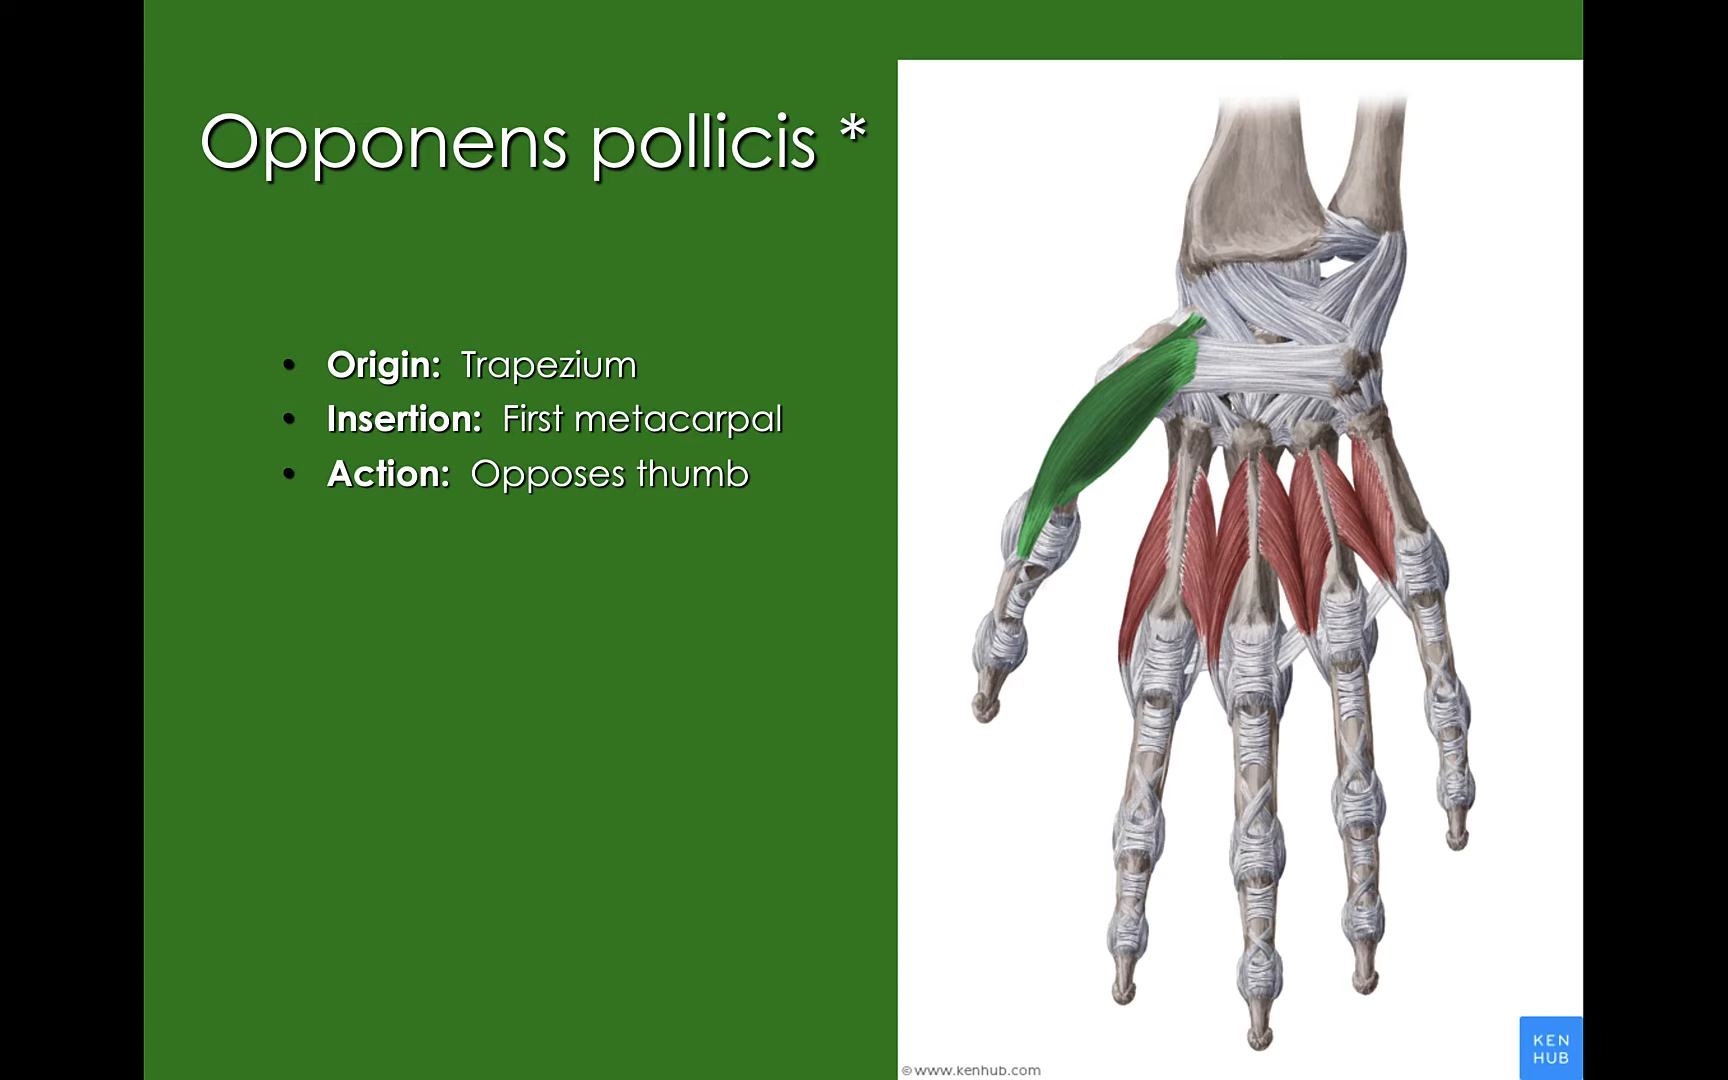 Opponens pollicis *
• Origin: Trapezium
• Insertion: First metacarpal
• Action: Opposes thumb
© www.kenhub.com
KEN
HUB